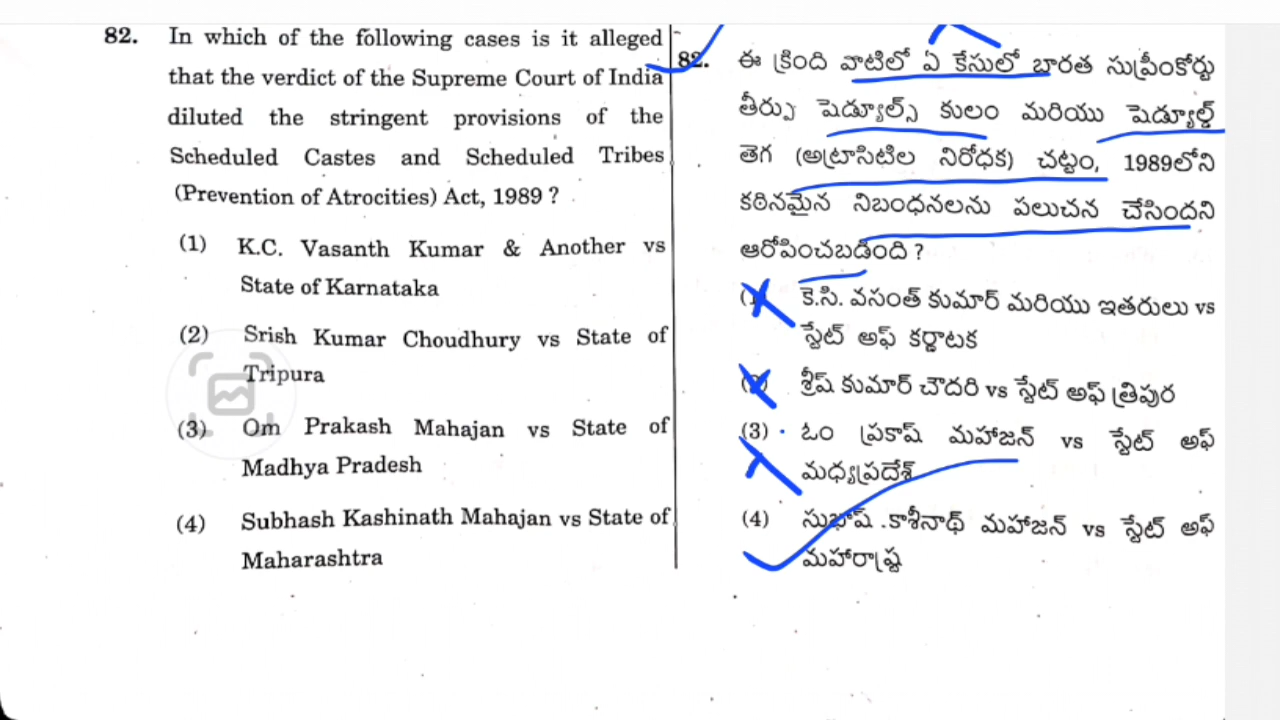 82. In which of the following cases is it alleged
that the verdict of the Supreme Court of India
diluted the stringent provisions of the
Scheduled Castes and Scheduled Tribes
(Prevention of Atrocities) Act, 1989 ?
(1) K.C. Vasanth Kumar & Another vs
State of Karnataka
(2) Srish Kumar Choudhury vs State of
Tripura
(3) Om Prakash Mahajan vs State of
Madhya Pradesh
(4) Subhash Kashinath Mahajan vs State of
Maharashtra
82. ఈ క్రింది వాటిలో ఏ కేసులో భారత సుప్రీంకోర్టు
తీర్పు షెడ్యూల్స్ కులం మరియు షెడ్యూల్డ్
తెగ (అట్రాసిటీల నిరోధక) చట్టం, 1989లోని
కఠినమైన నిబంధనలను పలుచన చేసిందని
ఆరోపించబడింది ?
(1) కె.సి. వసంత్ కుమార్ మరియు ఇతరులు vs
స్టేట్ అఫ్ కర్ణాటక
(2) శ్రీష్ కుమార్ చౌదరి vs స్టేట్ అఫ్ త్రిపుర
(3) ఓం ప్రకాష్ మహాజన్ vs స్టేట్ అఫ్
మధ్యప్రదేశ్
(4) సుభాష్ .కాశీనాథ్ మహాజన్ vs స్టేట్ అఫ్
మహారాష్ట్ర